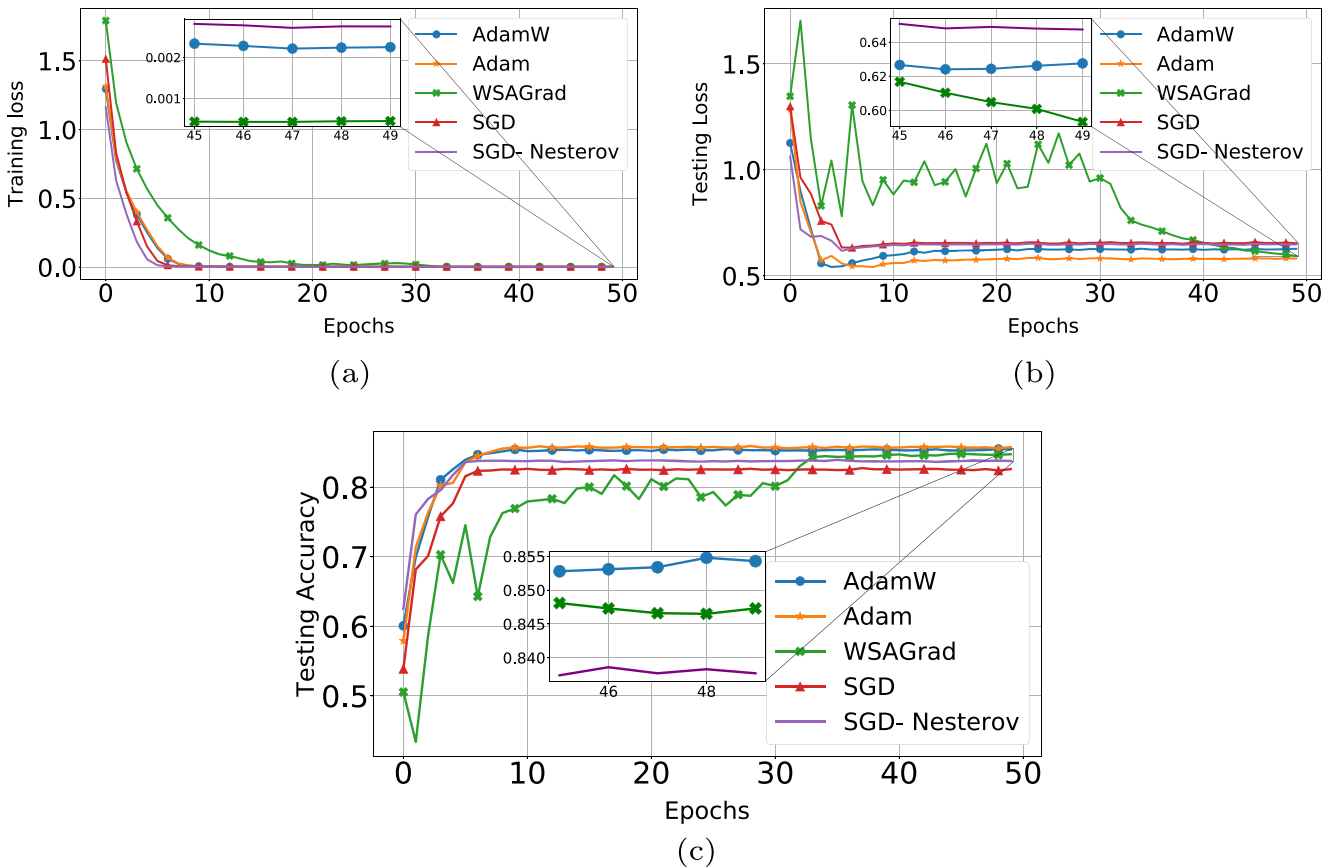 Training loss
1.5
1.0
0.5
0.0
0.002
0.001
45 46 47 48 49
AdamW
Adam
WSAGrad
SGD
SGD- Nesterov
0 10 20 30 40 50
Epochs
(a)
Testing Loss
1.5
1.0
0.5
0.64
0.62
0.60
45 46 47 48 49
AdamW
Adam
WSAGrad
SGD
SGD- Nesterov
0 10 20 30 40 50
Epochs
(b)
Testing Accuracy
0.8
0.7
0.6
0.5
0.855
0.850
0.845
0.840
46 48
AdamW
Adam
WSAGrad
SGD
SGD- Nesterov
0 10 20 30 40 50
Epochs
(c)